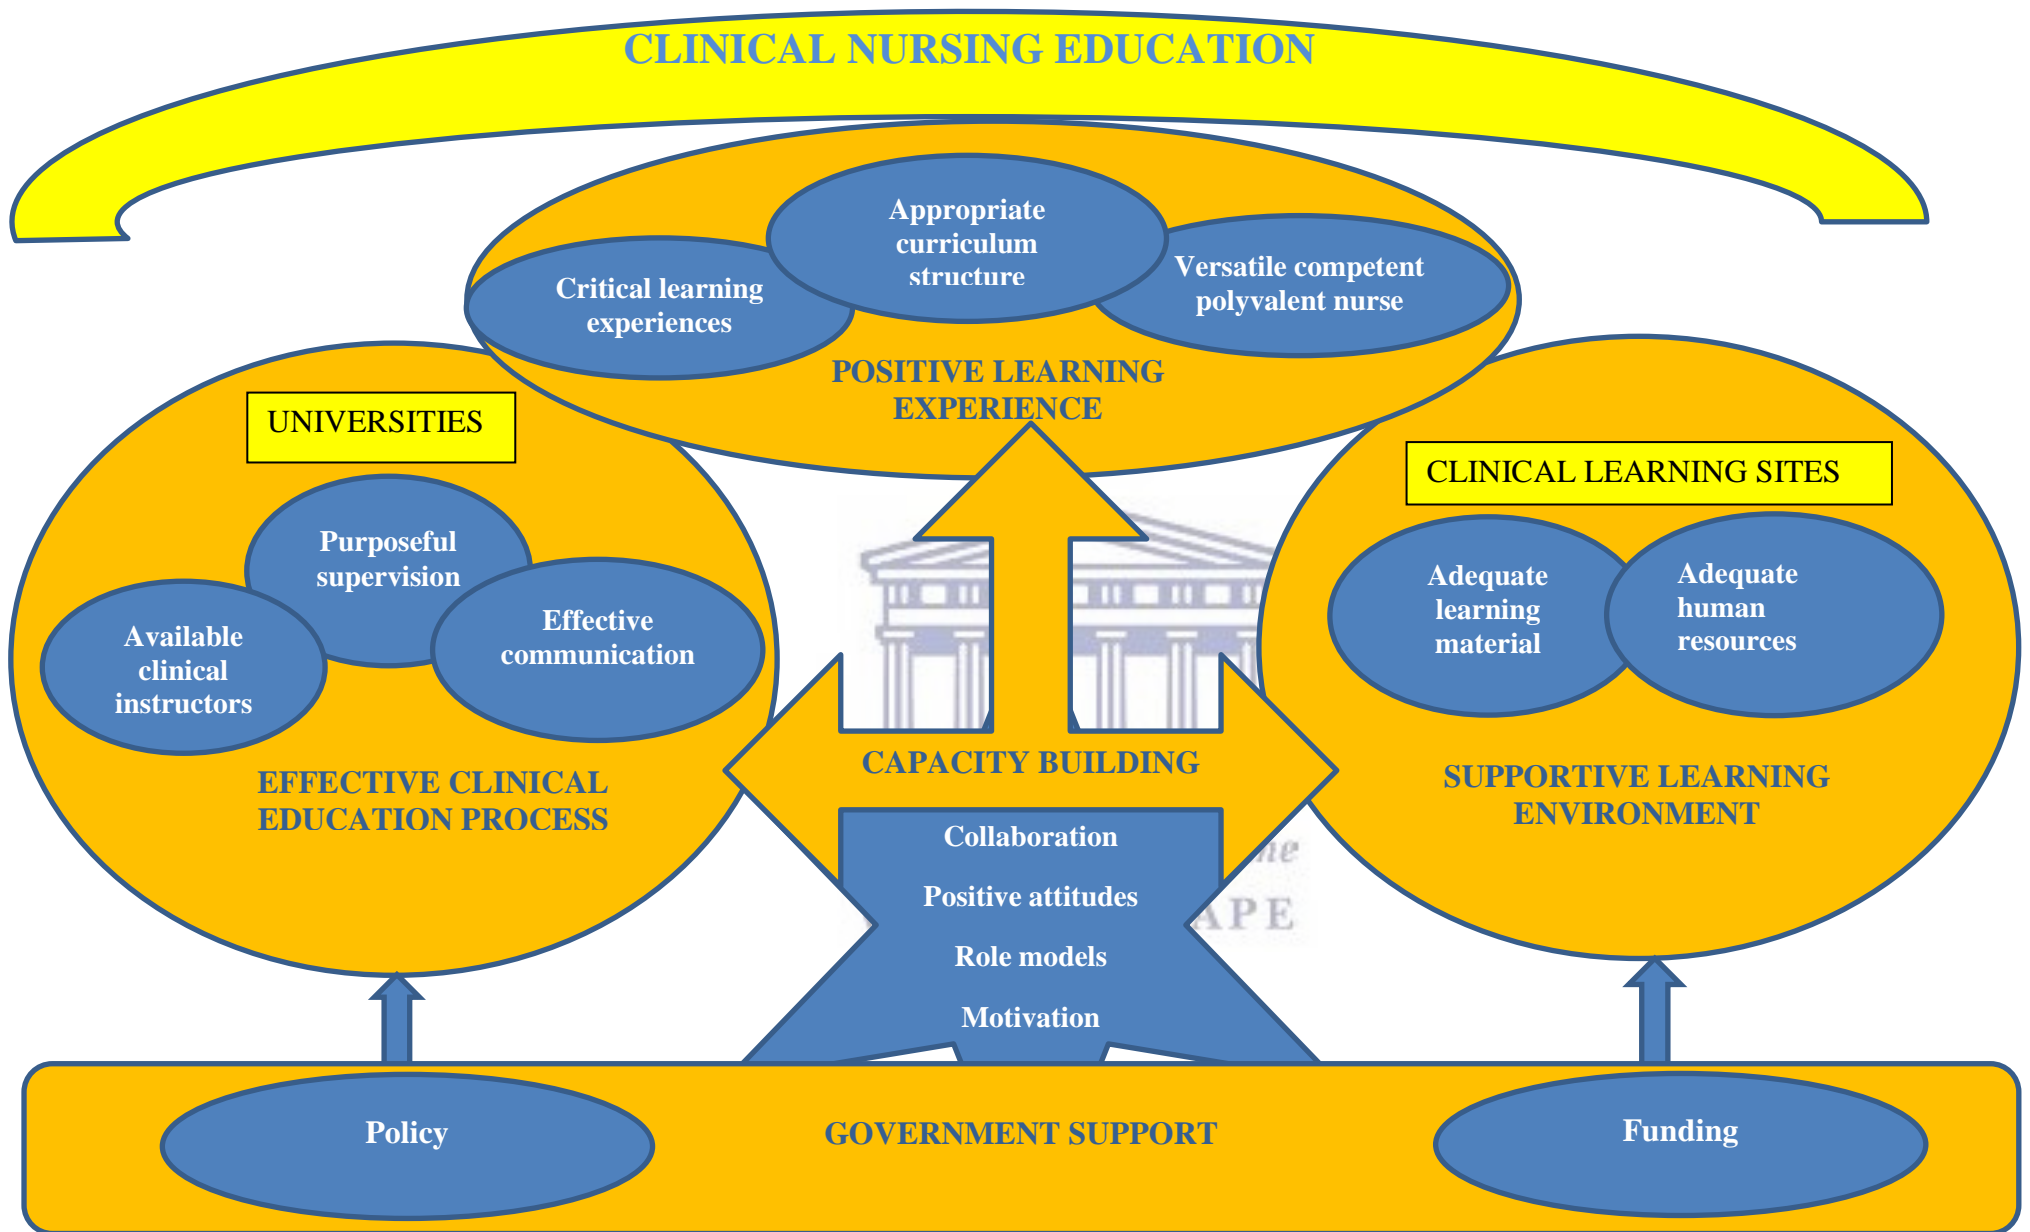 CLINICAL NURSING EDUCATION
Appropriate
curriculum
structure
Critical learning
experiences
Versatile competent
polyvalent nurse
POSITIVE LEARNING
EXPERIENCE
UNIVERSITIES
Purposeful
supervision
Available
clinical
instructors
Effective
communication
EFFECTIVE CLINICAL
EDUCATION PROCESS
CLINICAL LEARNING SITES
Adequate
learning
material
Adequate
human
resources
SUPPORTIVE LEARNING
ENVIRONMENT
CAPACITY BUILDING
Collaboration
Positive attitudes
Role models
Motivation
Policy
GOVERNMENT SUPPORT
Funding